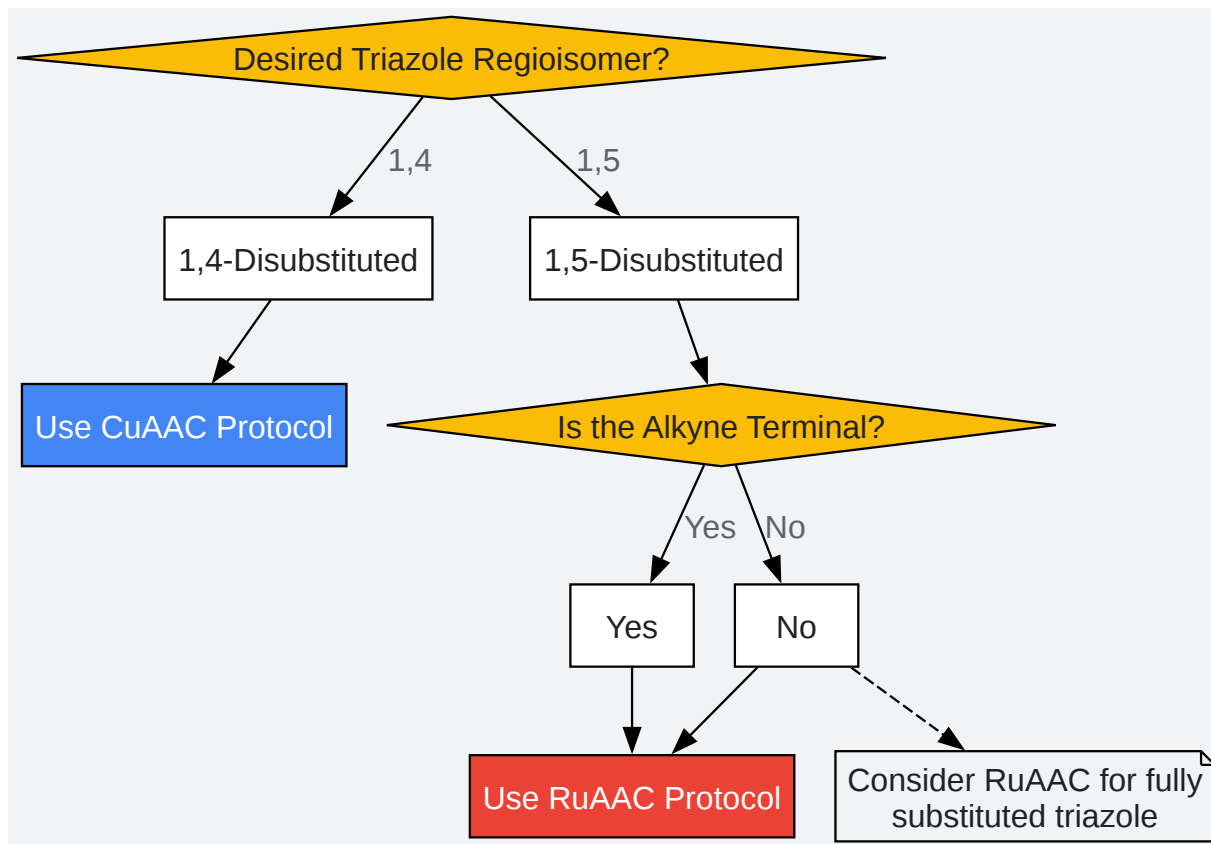 Desired Triazole Regioisomer?
1,4
1,5
1,4-Disubstituted
1,5-Disubstituted
Use CuAAC Protocol
Is the Alkyne Terminal?
Yes
No
Yes
No
Use RuAAC Protocol
Consider RuAAC for fully
substituted triazole